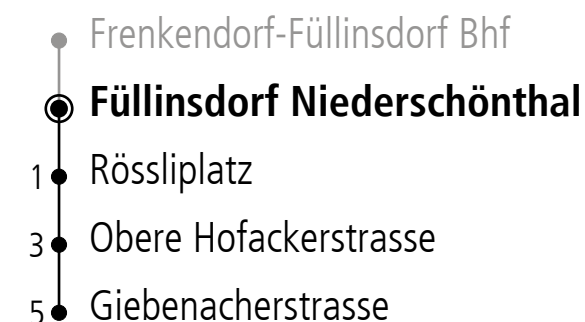 Frenkendorf-Füllinsdorf Bhf
Füllinsdorf Niederschönthal
1 Rössliplatz
3 Obere Hofackerstrasse
5 Giebenacherstrasse